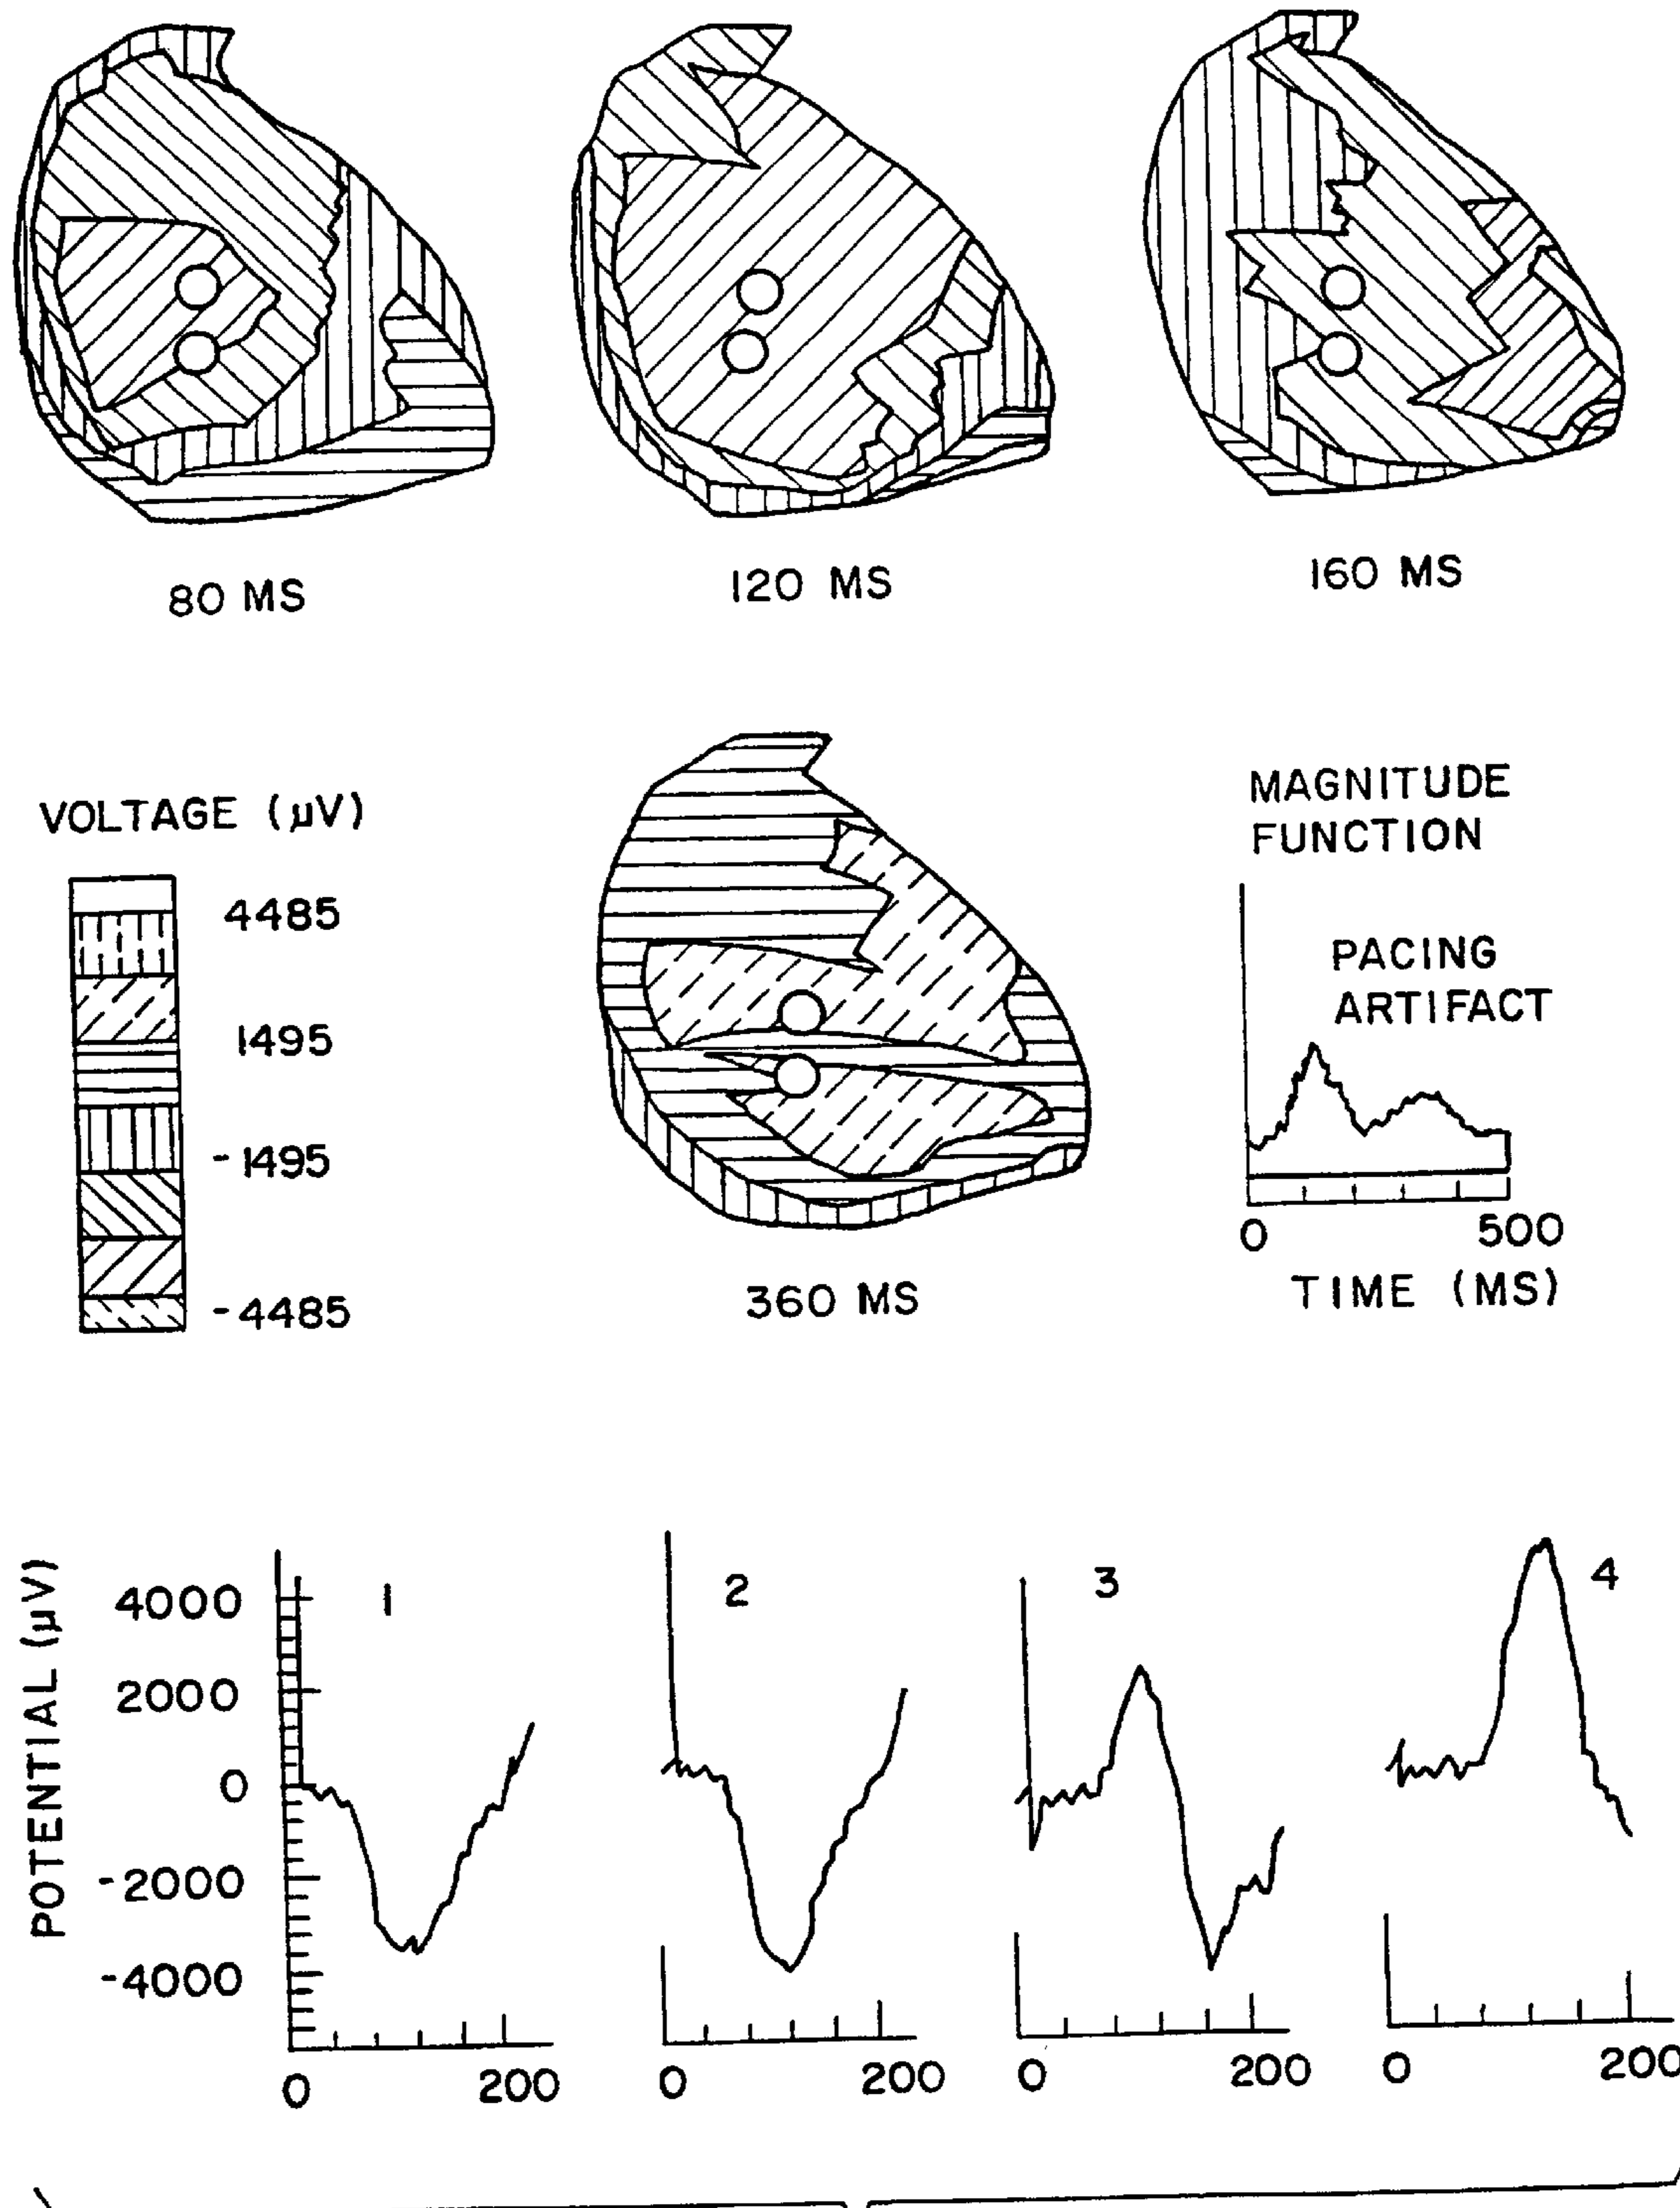 80 MS
120 MS
160 MS
VOLTAGE (µV)
4485
1495
-1495
-4485
360 MS
MAGNITUDE
FUNCTION
PACING
ARTIFACT
0 500
TIME (MS)
POTENTIAL (µV)
4000
2000
0
-2000
-4000
1
2
3
4
0 200
0 200
0 200
0 200